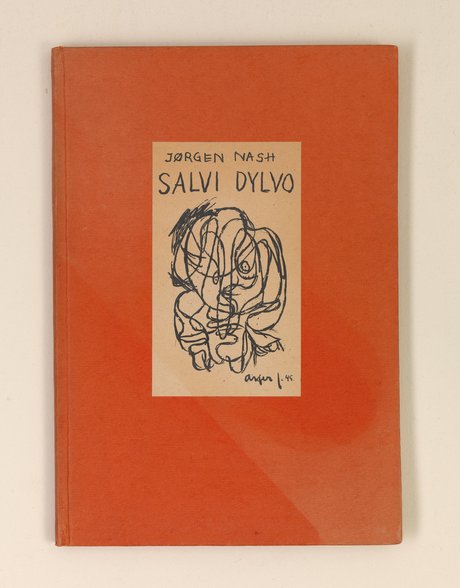 JØRGEN NASH
SALVI DYLVO
asger j. 45